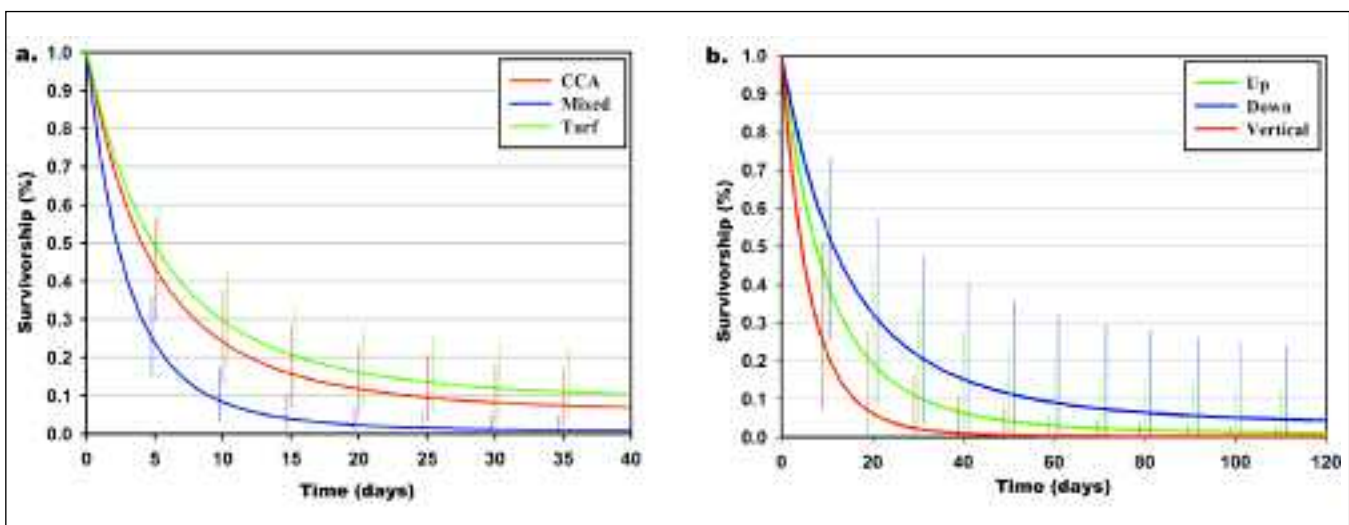 a.
1.0
0.9
0.8
0.7
0.6
0.5
0.4
0.3
0.2
0.1
0.0
Survivorship (%)
CCA
Mixed
Turf
0 5 10 15 20 25 30 35 40
Time (days)
b.
1.0
0.9
0.8
0.7
0.6
0.5
0.4
0.3
0.2
0.1
0.0
Survivorship (%)
Up
Down
Vertical
0 20 40 60 80 100 120
Time (days)